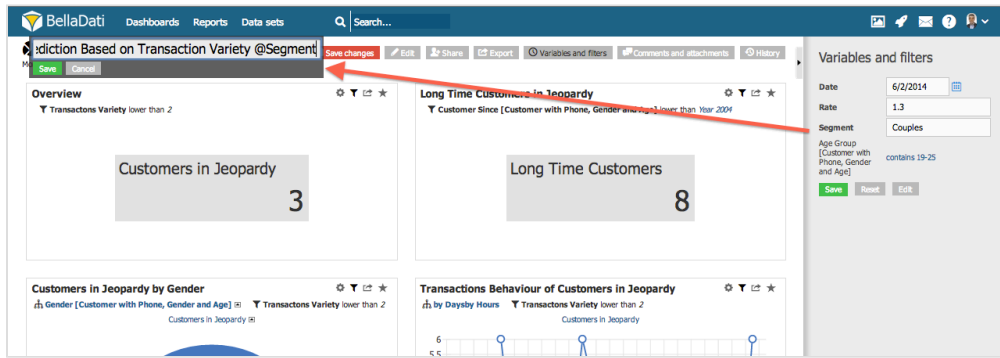 BellaDati Dashboards Reports Data sets Search...
ediction Based on Transaction Variety @Segment
Save Cancel
Save changes Edit Share Export Variables and filters Comments and attachments History
Variables and filters
Date 6/2/2014
Rate 1.3
Segment Couples
Age Group
[Customer with
Phone, Gender
and Age]
contains 19-25
Save Reset Edit
Overview
Transactons Variety lower than 2
Customers in Jeopardy
3
Long Time Customers in Jeopardy
Customer Since [Customer with Phone, Gender and Age] lower than Year 2004
Long Time Customers
8
Customers in Jeopardy by Gender
Gender [Customer with Phone, Gender and Age] Transactons Variety lower than 2
Customers in Jeopardy
Transactions Behaviour of Customers in Jeopardy
by Daysby Hours Transactons Variety lower than 2
Customers in Jeopardy
6
5.5